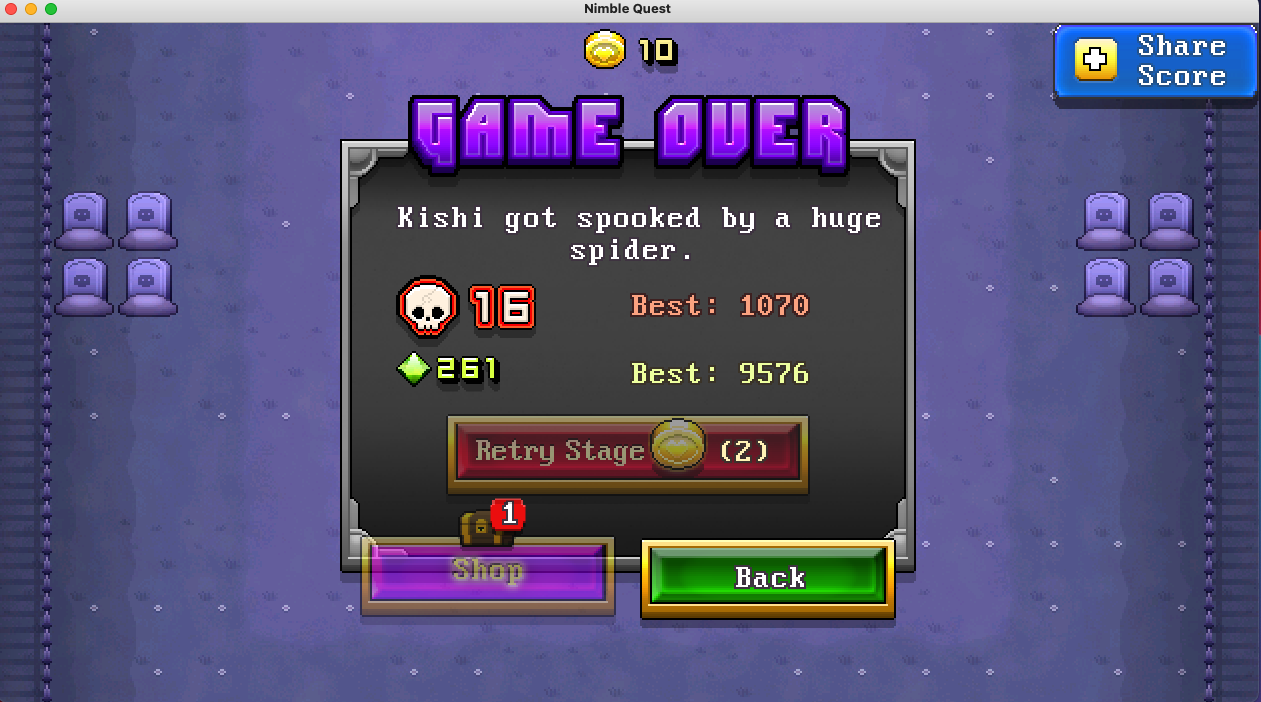 Nimble Quest
10
Share
Score
GAME OVER
Kishi got spooked by a huge
spider.
16 Best: 1070
261 Best: 9576
Retry Stage (2)
1
Shop
Back